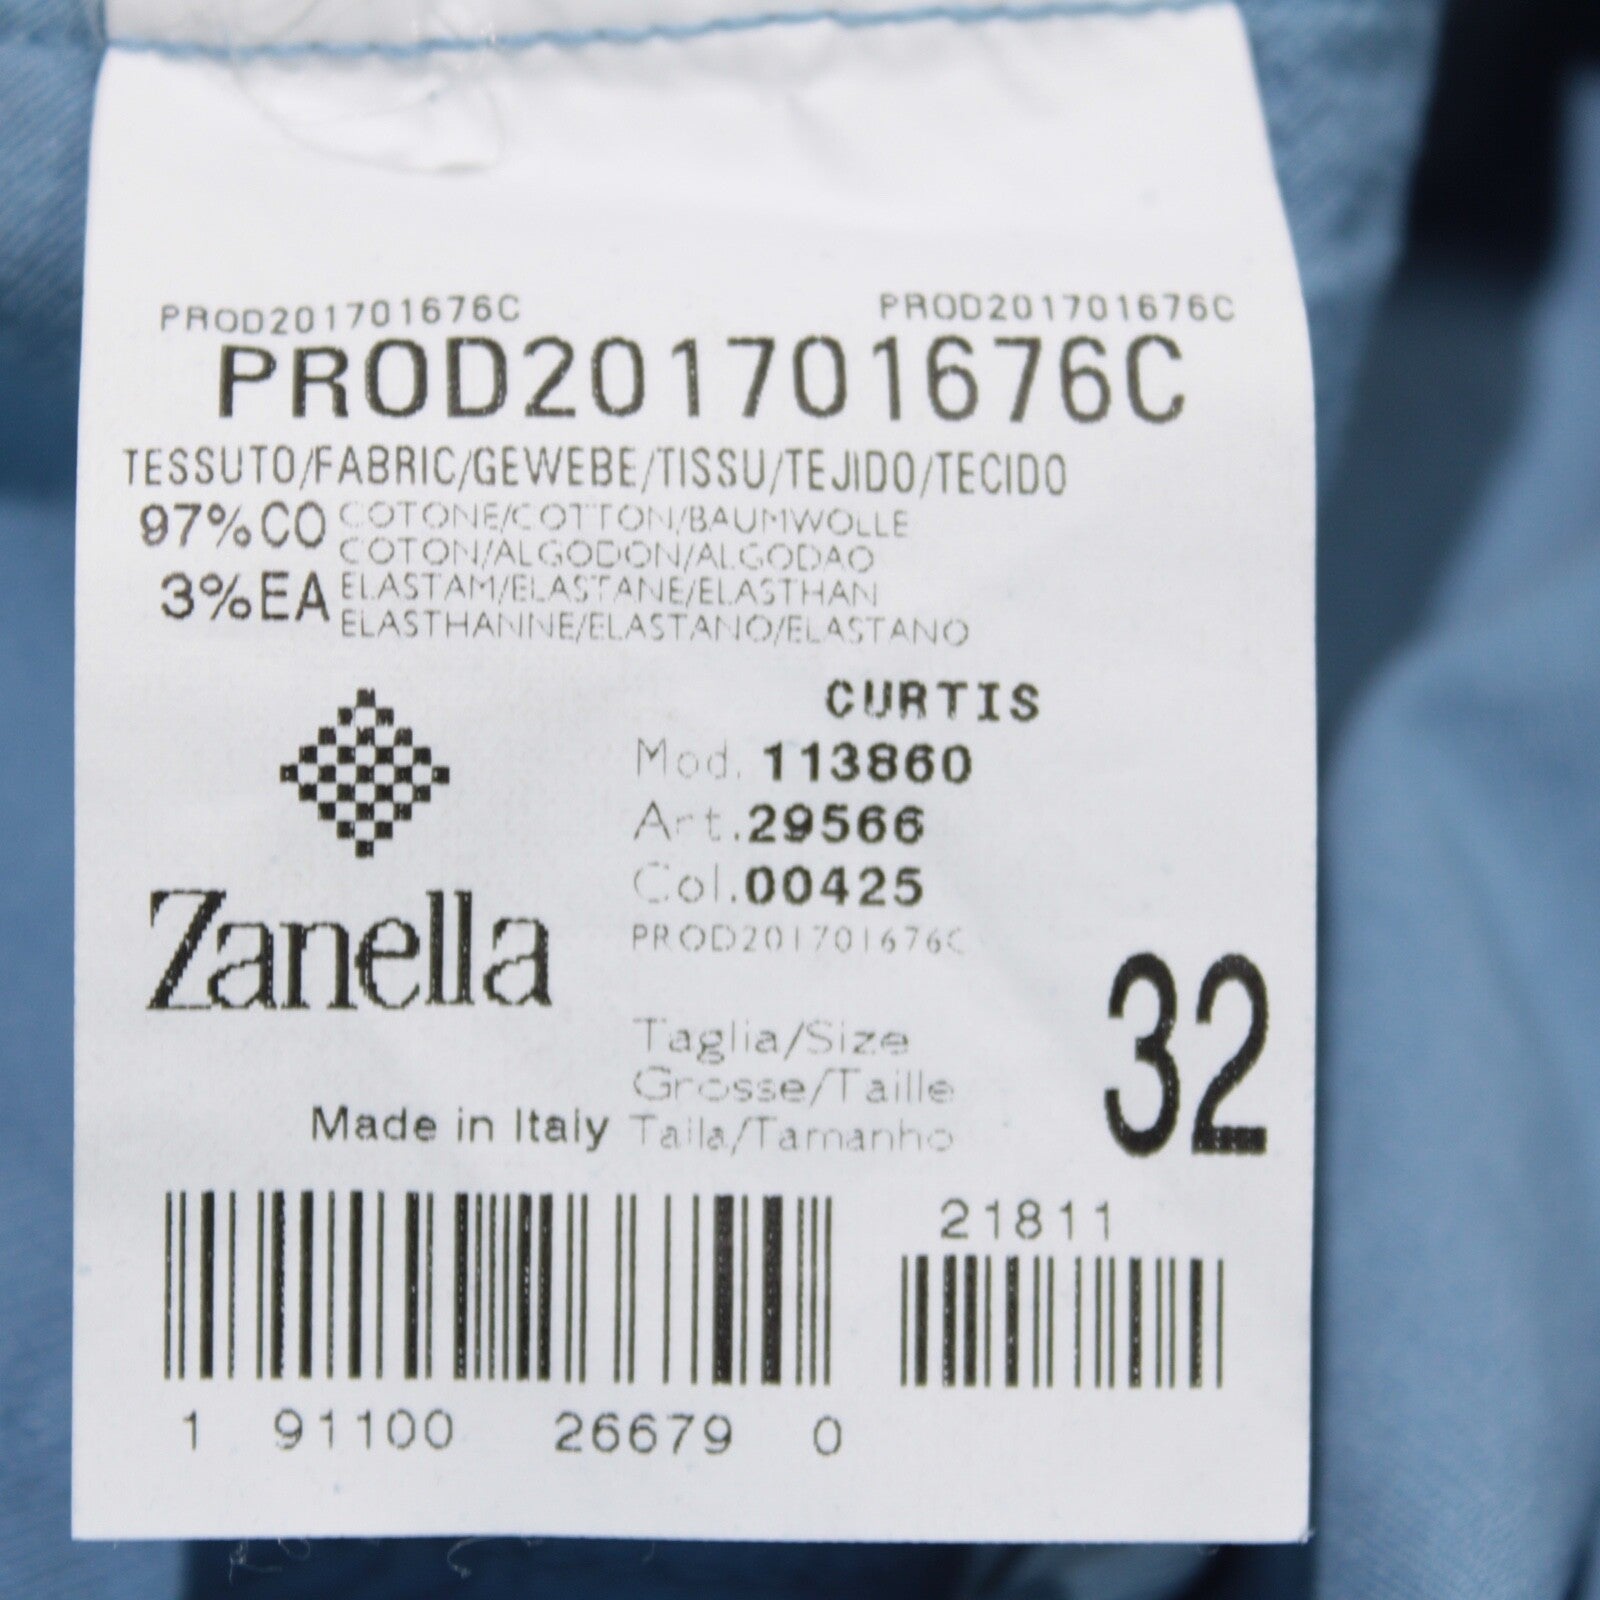 PROD201701676C PROD201701676C
PROD201701676C
TESSUTO/FABRIC/GEWEBE/TISSU/TEJIDO/TECIDO
97%CO COTONE/COTTON/BAUMWOLLE
COTON/ALGODON/ALGODAO
3%EA ELASTAM/ELASTANE/ELASTHAN
ELASTHANNE/ELASTANO/ELASTANO
CURTIS
Mod. 113860
Art.29566
Col.00425
PROD201701676C
Zanella
32
Taglia/Size
Grosse/Taille
Made in Italy Talla/Tamanho
21811
1 91100 26679 0